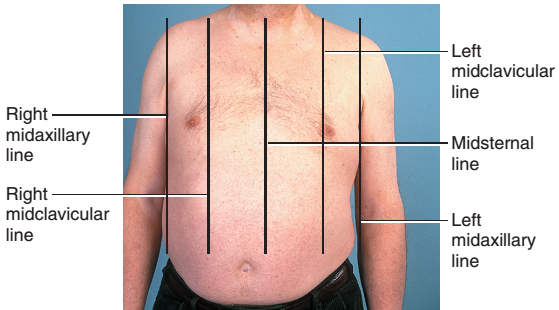 Right
midaxillary
line
Right
midclavicular
line
Left
midclavicular
line
Midsternal
line
Left
midaxillary
line